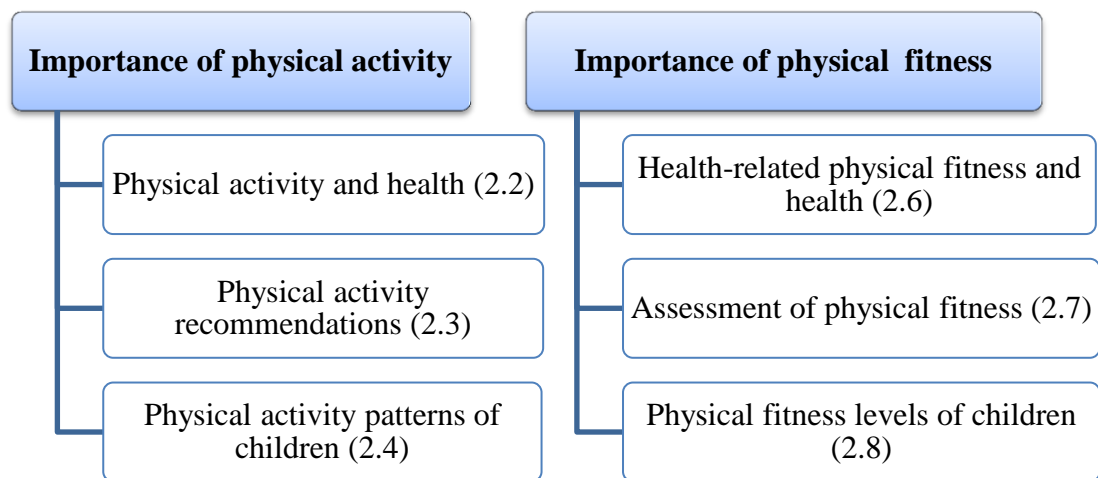 Importance of physical activity
Physical activity and health (2.2)
Physical activity
recommendations (2.3)
Physical activity patterns of
children (2.4)
Importance of physical fitness
Health-related physical fitness and
health (2.6)
Assessment of physical fitness (2.7)
Physical fitness levels of children
(2.8)